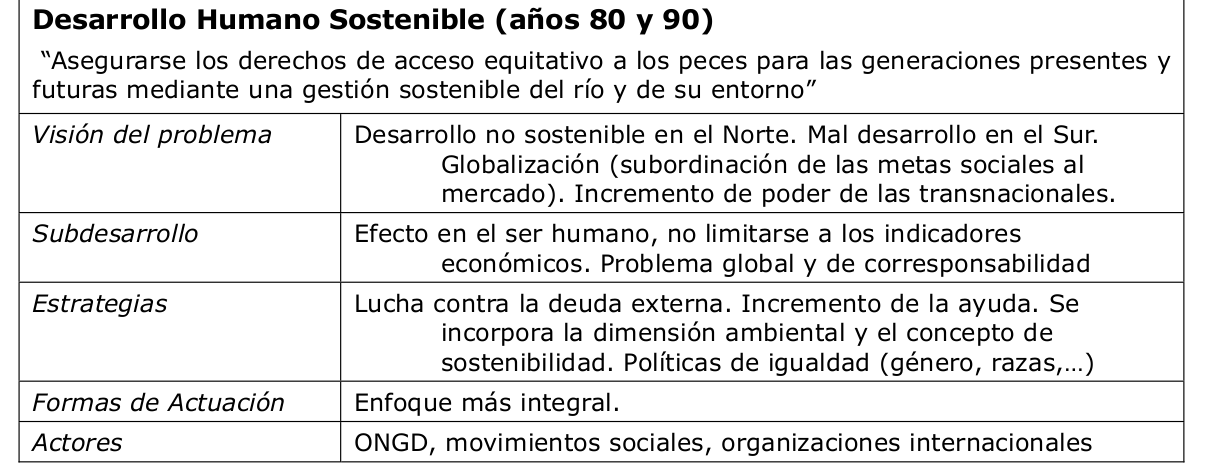 Desarrollo Humano Sostenible (años 80 y 90)
“Asegurarse los derechos de acceso equitativo a los peces para las generaciones presentes y
futuras mediante una gestión sostenible del río y de su entorno”
Visión del problema
Desarrollo no sostenible en el Norte. Mal desarrollo en el Sur.
Globalización (subordinación de las metas sociales al
mercado). Incremento de poder de las transnacionales.
Subdesarrollo
Efecto en el ser humano, no limitarse a los indicadores
económicos. Problema global y de corresponsabilidad
Estrategias
Lucha contra la deuda externa. Incremento de la ayuda. Se
incorpora la dimensión ambiental y el concepto de
sostenibilidad. Políticas de igualdad (género, razas,…)
Formas de Actuación
Enfoque más integral.
Actores
ONGD, movimientos sociales, organizaciones internacionales